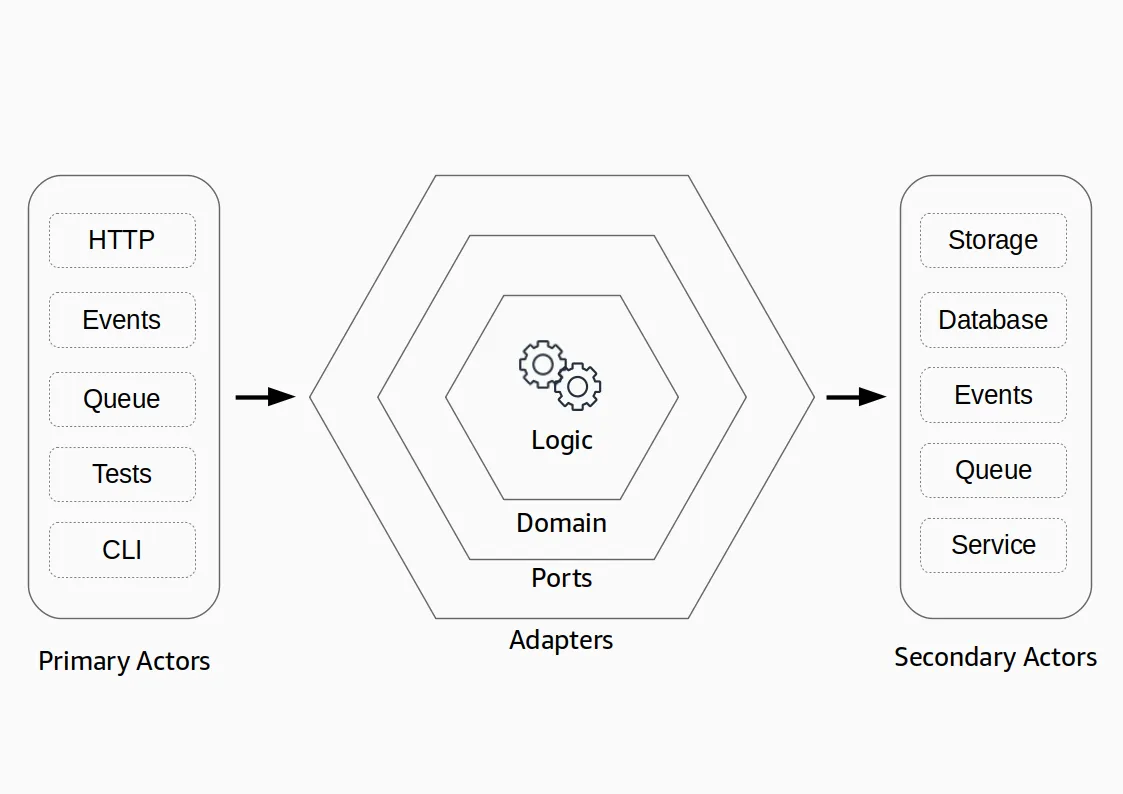 HTTP
Events
Queue
Tests
CLI
Primary Actors
Logic
Domain
Ports
Adapters
Storage
Database
Events
Queue
Service
Secondary Actors